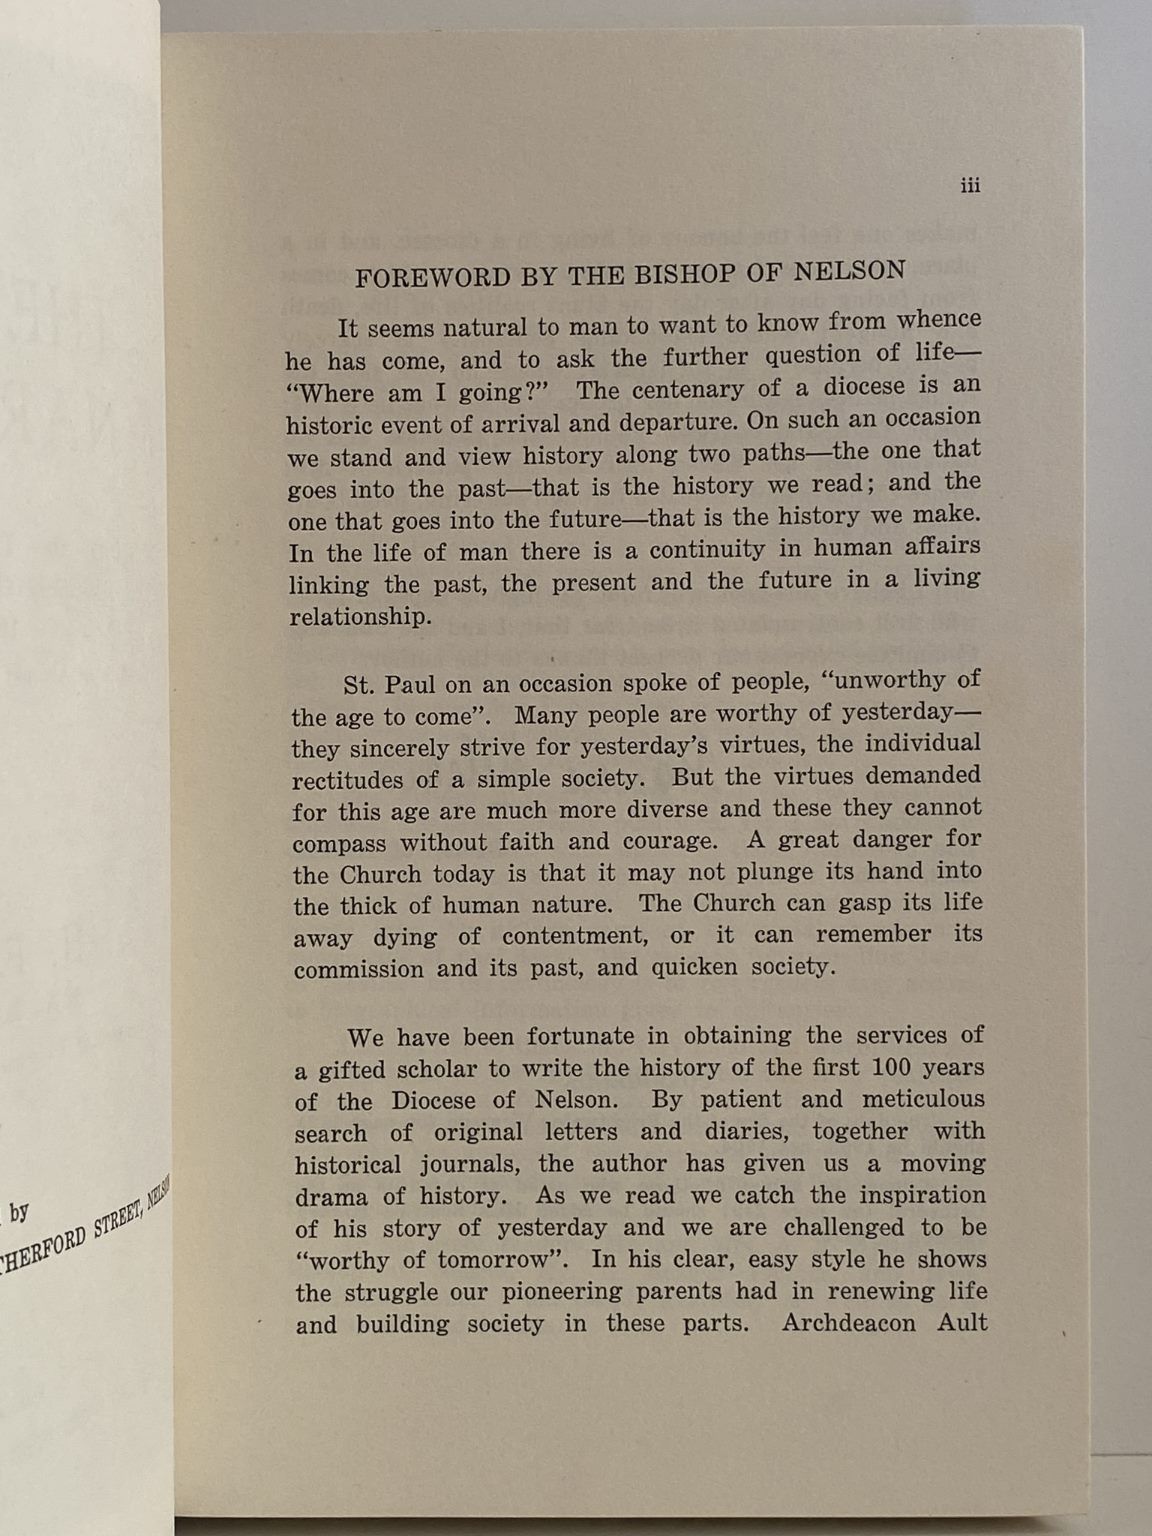 by
THERFORD STREET, NELSON
iii
FOREWORD BY THE BISHOP OF NELSON
It seems natural to man to want to know from whence
he has come, and to ask the further question of life—
“Where am I going?” The centenary of a diocese is an
historic event of arrival and departure. On such an occasion
we stand and view history along two paths—the one that
goes into the past—that is the history we read; and the
one that goes into the future—that is the history we make.
In the life of man there is a continuity in human affairs
linking the past, the present and the future in a living
relationship.
St. Paul on an occasion spoke of people, “unworthy of
the age to come”. Many people are worthy of yesterday—
they sincerely strive for yesterday’s virtues, the individual
rectitudes of a simple society. But the virtues demanded
for this age are much more diverse and these they cannot
compass without faith and courage. A great danger for
the Church today is that it may not plunge its hand into
the thick of human nature. The Church can gasp its life
away dying of contentment, or it can remember its
commission and its past, and quicken society.
We have been fortunate in obtaining the services of
a gifted scholar to write the history of the first 100 years
of the Diocese of Nelson. By patient and meticulous
search of original letters and diaries, together with
historical journals, the author has given us a moving
drama of history. As we read we catch the inspiration
of his story of yesterday and we are challenged to be
“worthy of tomorrow”. In his clear, easy style he shows
the struggle our pioneering parents had in renewing life
and building society in these parts. Archdeacon Ault